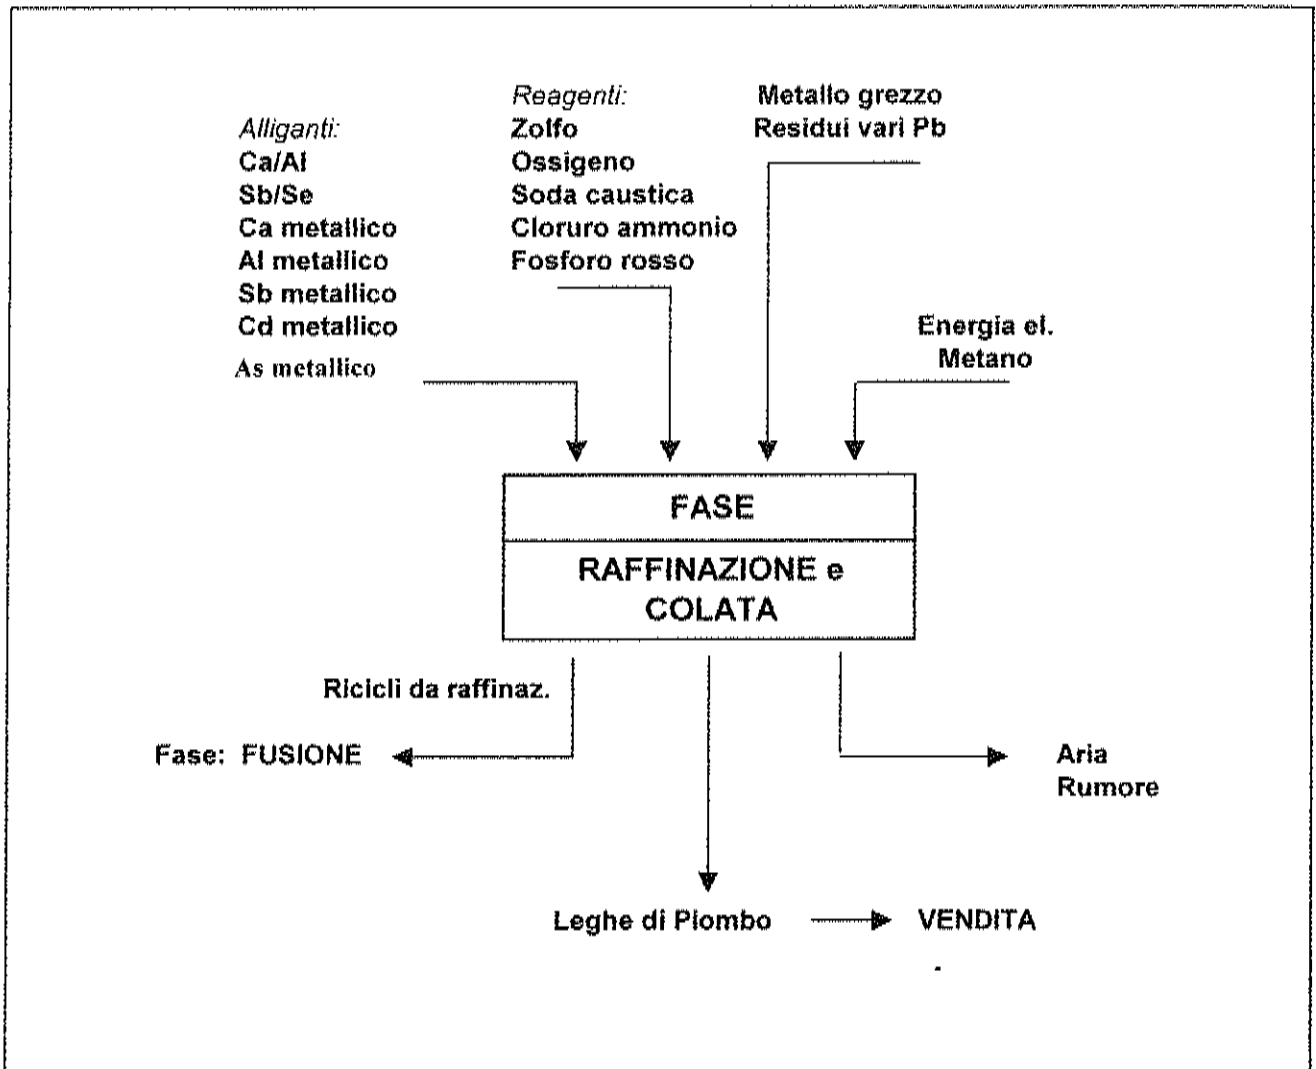 Alliganti:
Ca/Al
Sb/Se
Ca metallico
Al metallico
Sb metallico
Cd metallico
As metallico
Reagenti:
Zolfo
Ossigeno
Soda caustica
Cloruro ammonio
Fosforo rosso
Metallo grezzo
Residui vari Pb
Energia el.
Metano
FASE
RAFFINAZIONE e
COLATA
Ricicli da raffinaz.
Fase: FUSIONE
Aria
Rumore
Leghe di Piombo
VENDITA